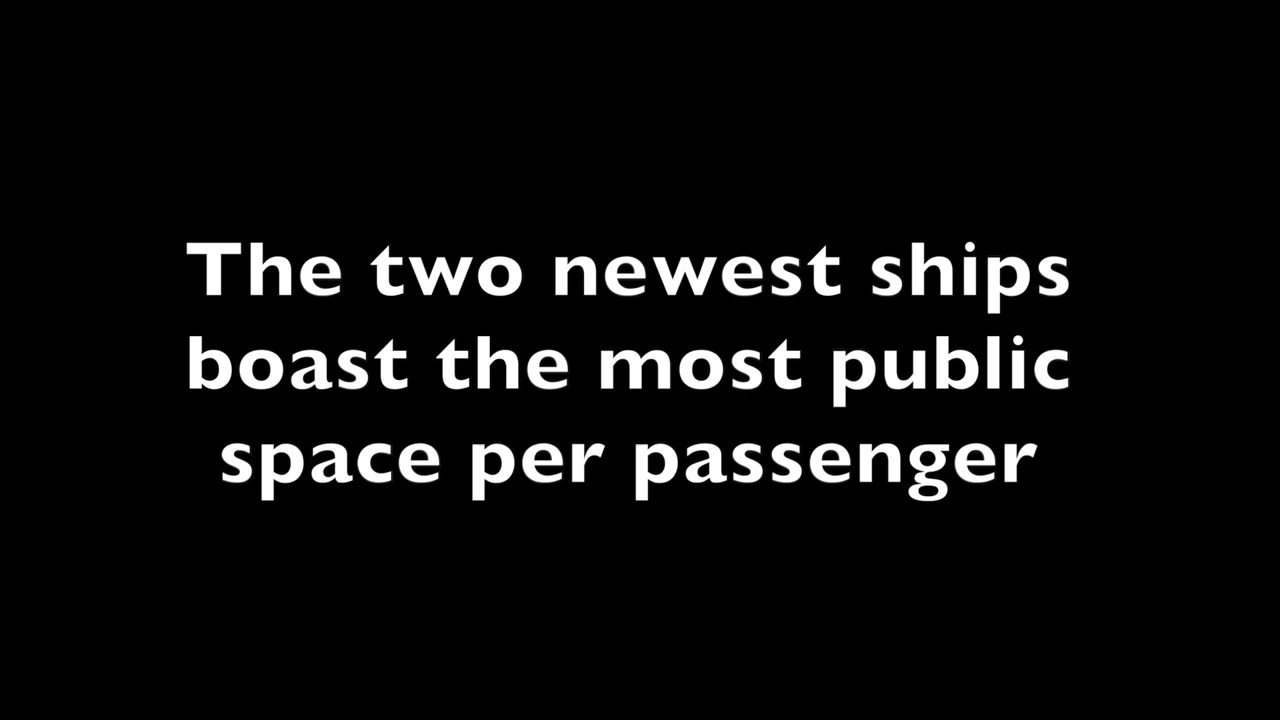 The two newest ships
boast the most public
space per passenger